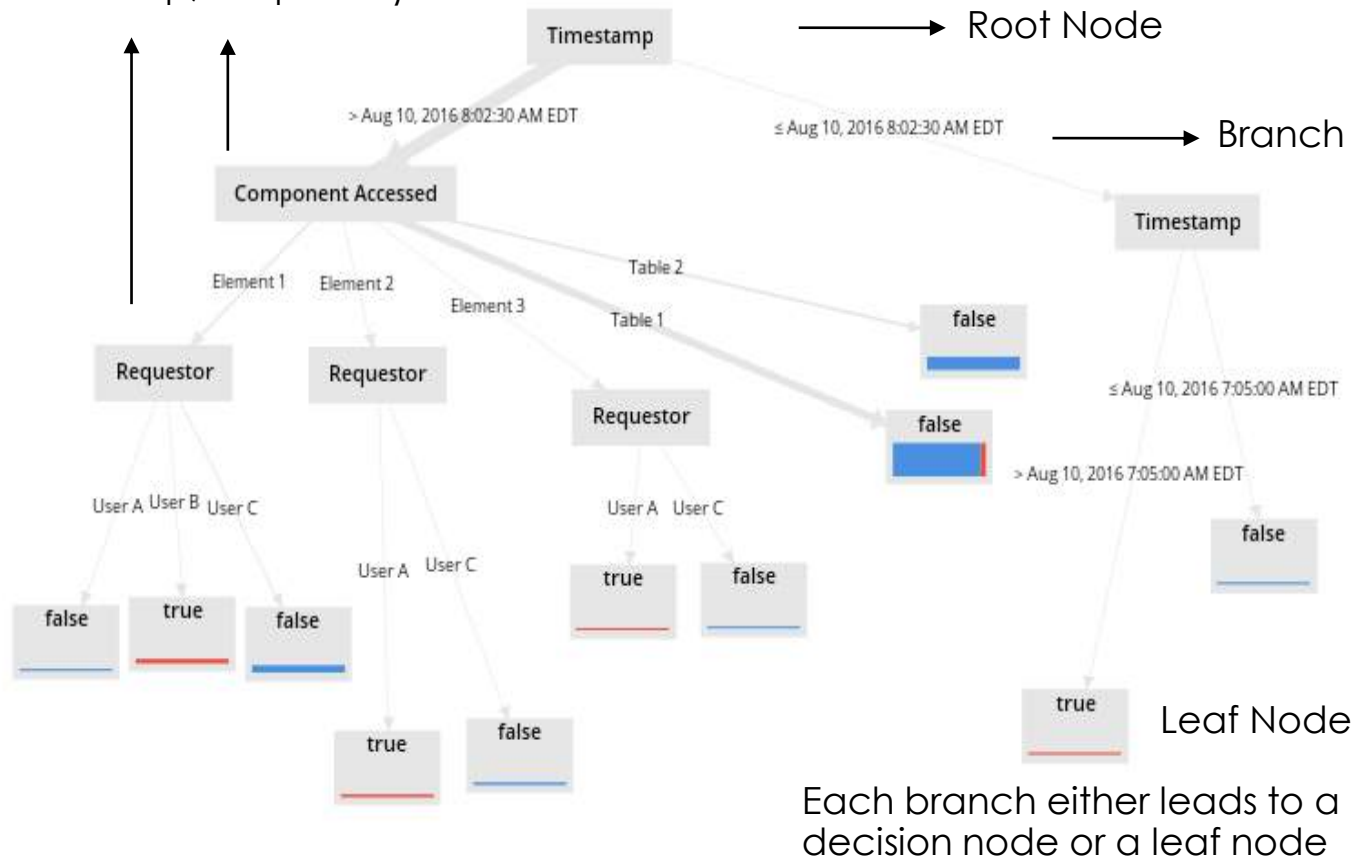 Timestamp
Root Node
> Aug 10, 2016 8:02:30 AM EDT
≤ Aug 10, 2016 8:02:30 AM EDT
Branch
Component Accessed
Timestamp
Element 1
Element 2
Element 3
Table 2
Table 1
false
Requestor
Requestor
Requestor
false
≤ Aug 10, 2016 7:05:00 AM EDT
> Aug 10, 2016 7:05:00 AM EDT
User A
User B
User C
User A
User C
User A
User C
false
true
false
true
false
true
false
false
true
Leaf Node
Each branch either leads to a
decision node or a leaf node